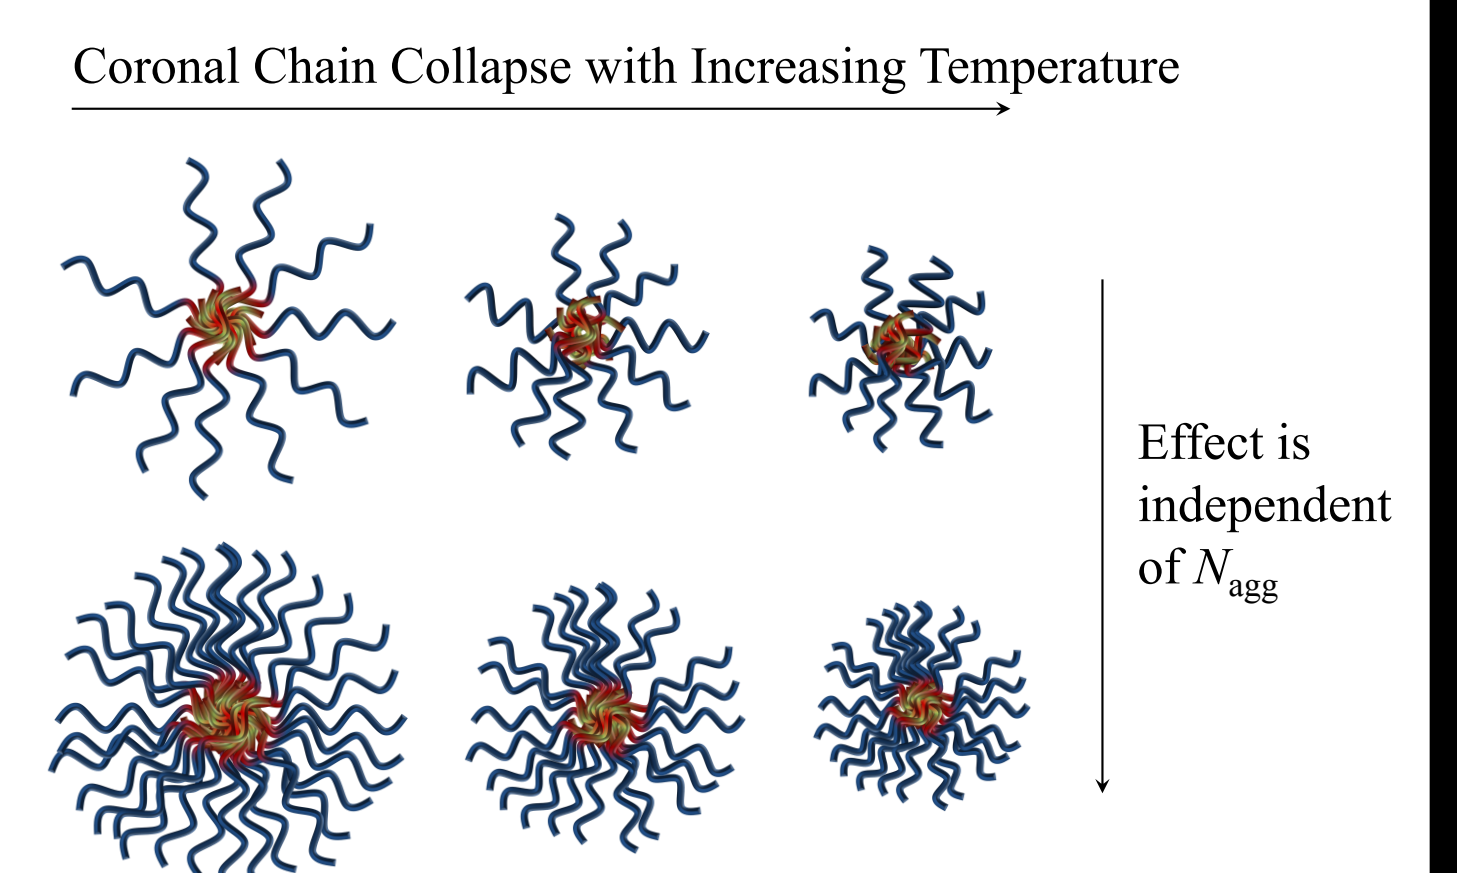 Coronal Chain Collapse with Increasing Temperature
Effect is
independent
of Nagg